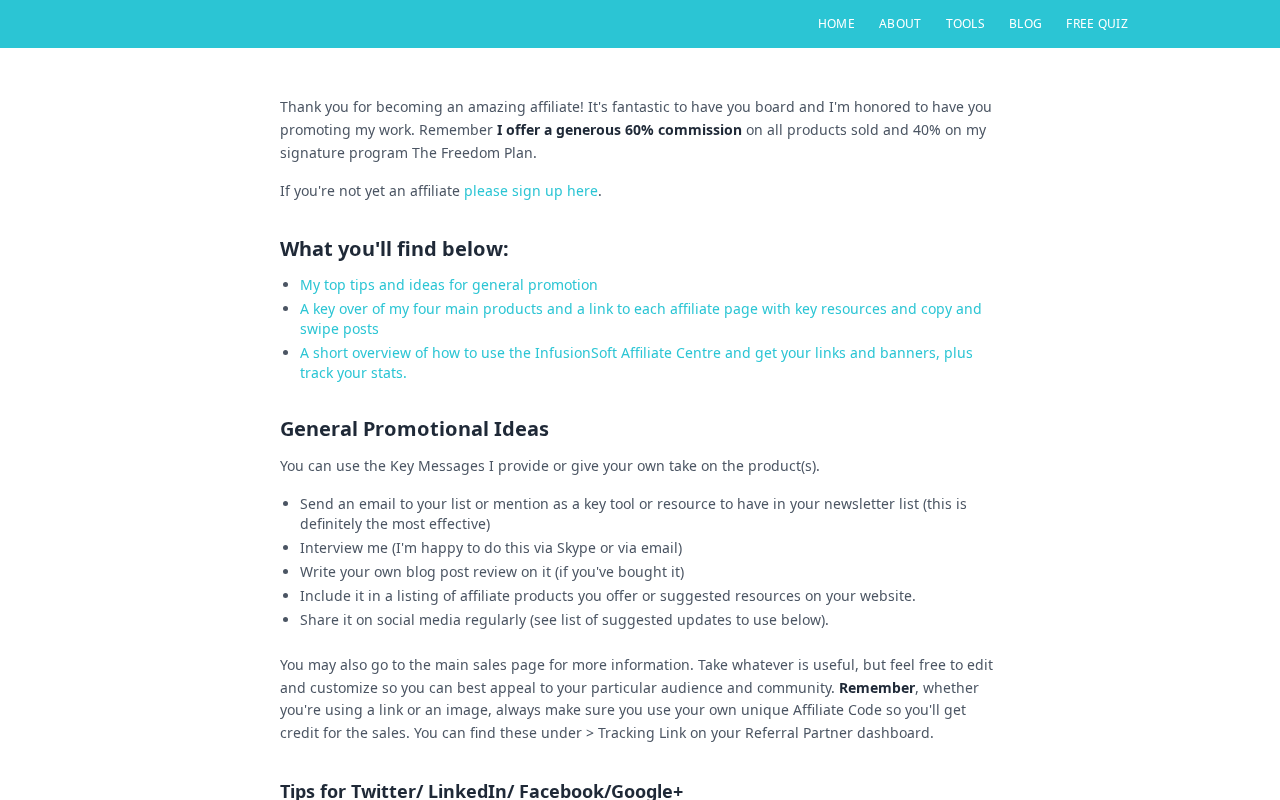 HOME ABOUT TOOLS BLOG FREE QUIZ
Thank you for becoming an amazing affiliate! It's fantastic to have you board and I'm honored to have you
promoting my work. Remember I offer a generous 60% commission on all products sold and 40% on my
signature program The Freedom Plan.
If you're not yet an affiliate please sign up here.
What you'll find below:
• My top tips and ideas for general promotion
• A key over of my four main products and a link to each affiliate page with key resources and copy and
swipe posts
• A short overview of how to use the InfusionSoft Affiliate Centre and get your links and banners, plus
track your stats.
General Promotional Ideas
You can use the Key Messages I provide or give your own take on the product(s).
• Send an email to your list or mention as a key tool or resource to have in your newsletter list (this is
definitely the most effective)
• Interview me (I'm happy to do this via Skype or via email)
• Write your own blog post review on it (if you've bought it)
• Include it in a listing of affiliate products you offer or suggested resources on your website.
• Share it on social media regularly (see list of suggested updates to use below).
You may also go to the main sales page for more information. Take whatever is useful, but feel free to edit
and customize so you can best appeal to your particular audience and community. Remember, whether
you're using a link or an image, always make sure you use your own unique Affiliate Code so you'll get
credit for the sales. You can find these under > Tracking Link on your Referral Partner dashboard.
Tips for Twitter/ LinkedIn/ Facebook/Google+